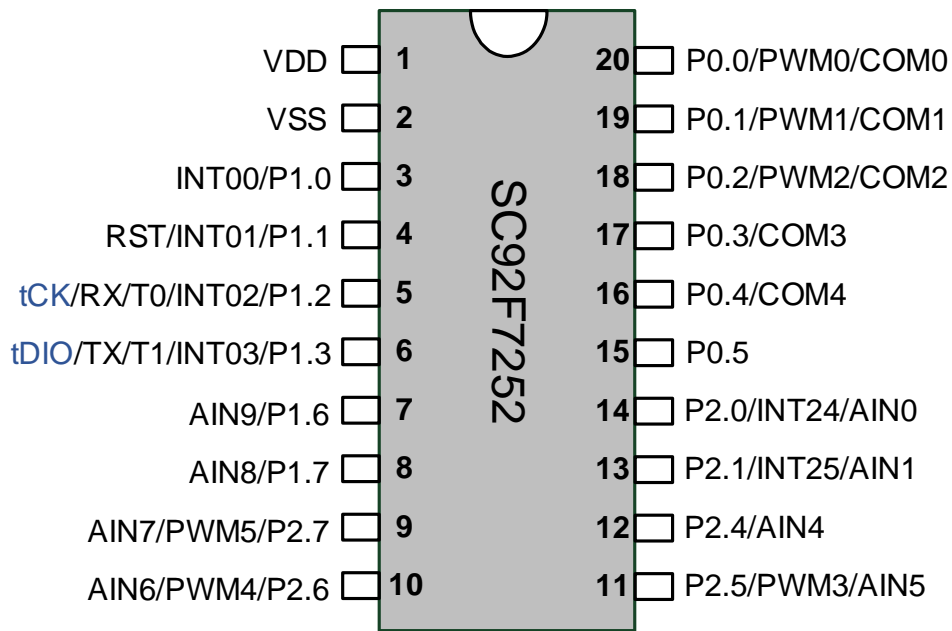 VDD 1 20 P0.0/PWM0/COM0
VSS 2 19 P0.1/PWM1/COM1
INT00/P1.0 3 18 P0.2/PWM2/COM2
RST/INT01/P1.1 4 17 P0.3/COM3
tCK/RX/T0/INT02/P1.2 5 16 P0.4/COM4
tDIO/TX/T1/INT03/P1.3 6 15 P0.5
AIN9/P1.6 7 14 P2.0/INT24/AIN0
AIN8/P1.7 8 13 P2.1/INT25/AIN1
AIN7/PWM5/P2.7 9 12 P2.4/AIN4
AIN6/PWM4/P2.6 10 11 P2.5/PWM3/AIN5
SC92F7252